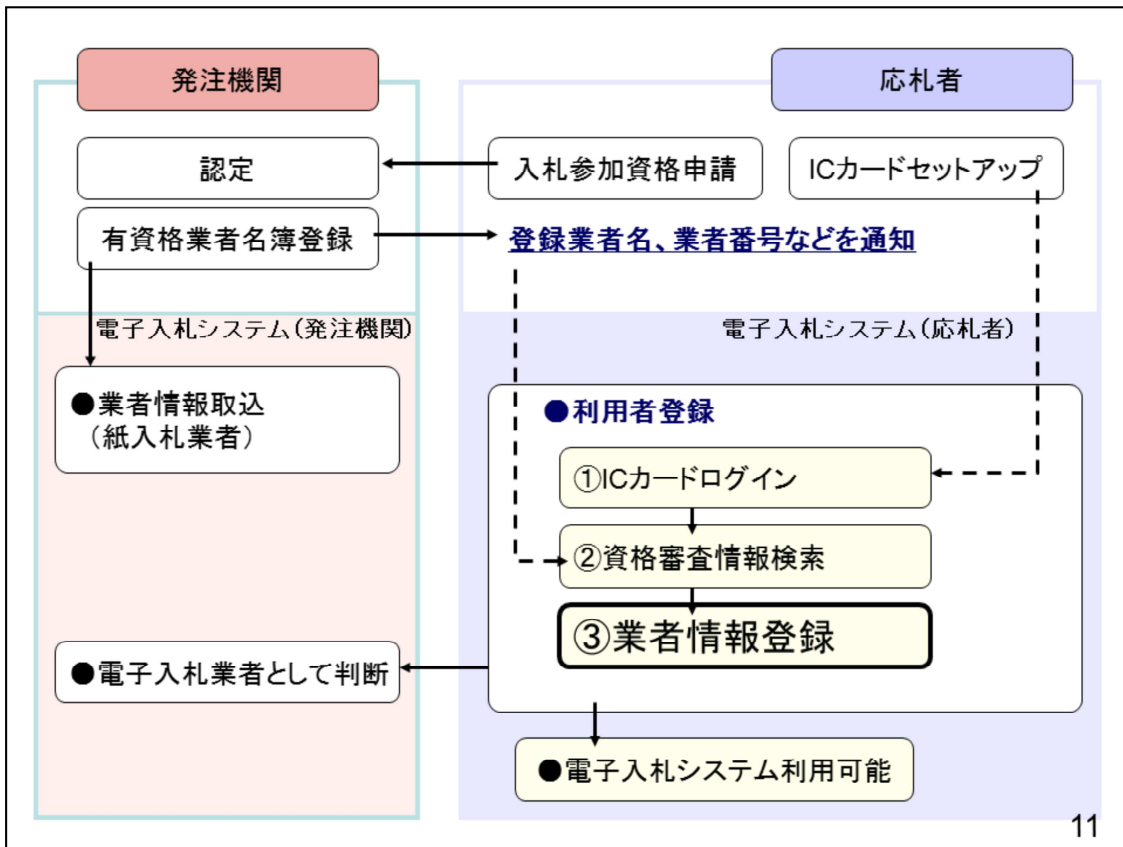 発注機関
応札者
認定
入札参加資格申請
ICカードセットアップ
有資格業者名簿登録
登録業者名、業者番号などを通知
電子入札システム(発注機関)
電子入札システム(応札者)
●業者情報取込
(紙入札業者)
●利用者登録
①ICカードログイン
②資格審査情報検索
③業者情報登録
●電子入札業者として判断
●電子入札システム利用可能
11